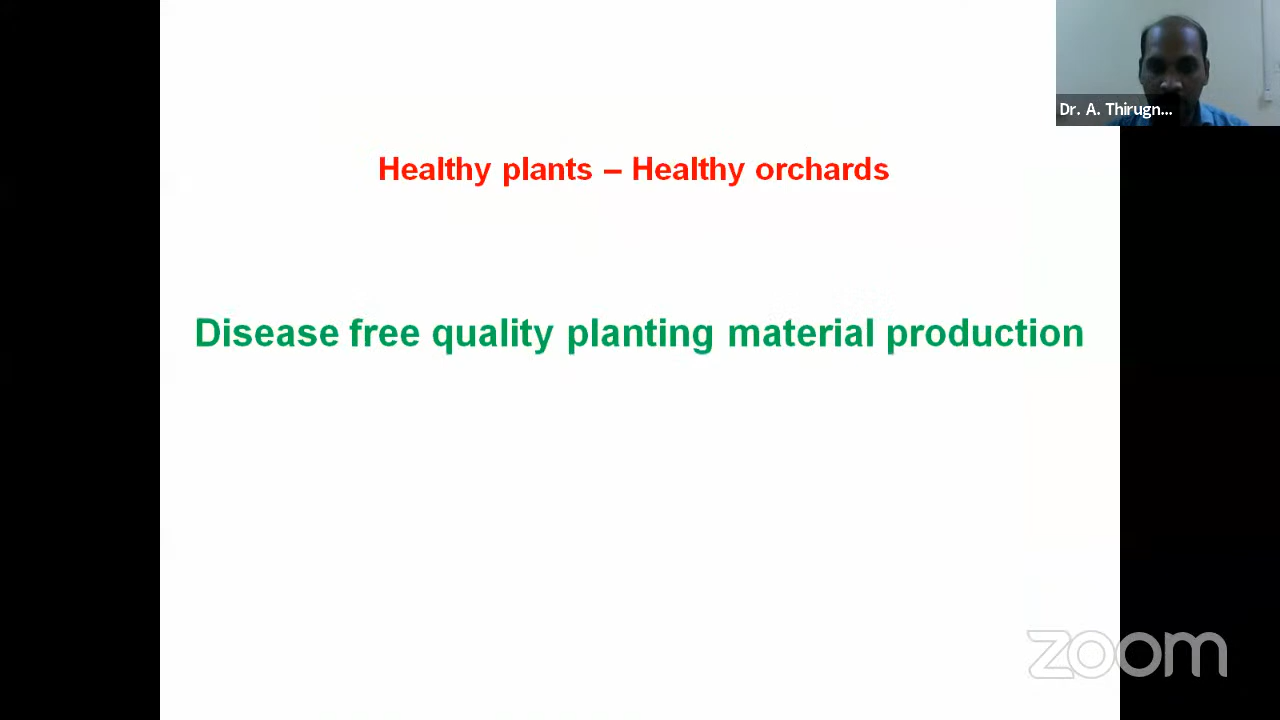 Dr. A. Thirugn...
Healthy plants – Healthy orchards
Disease free quality planting material production
zoom